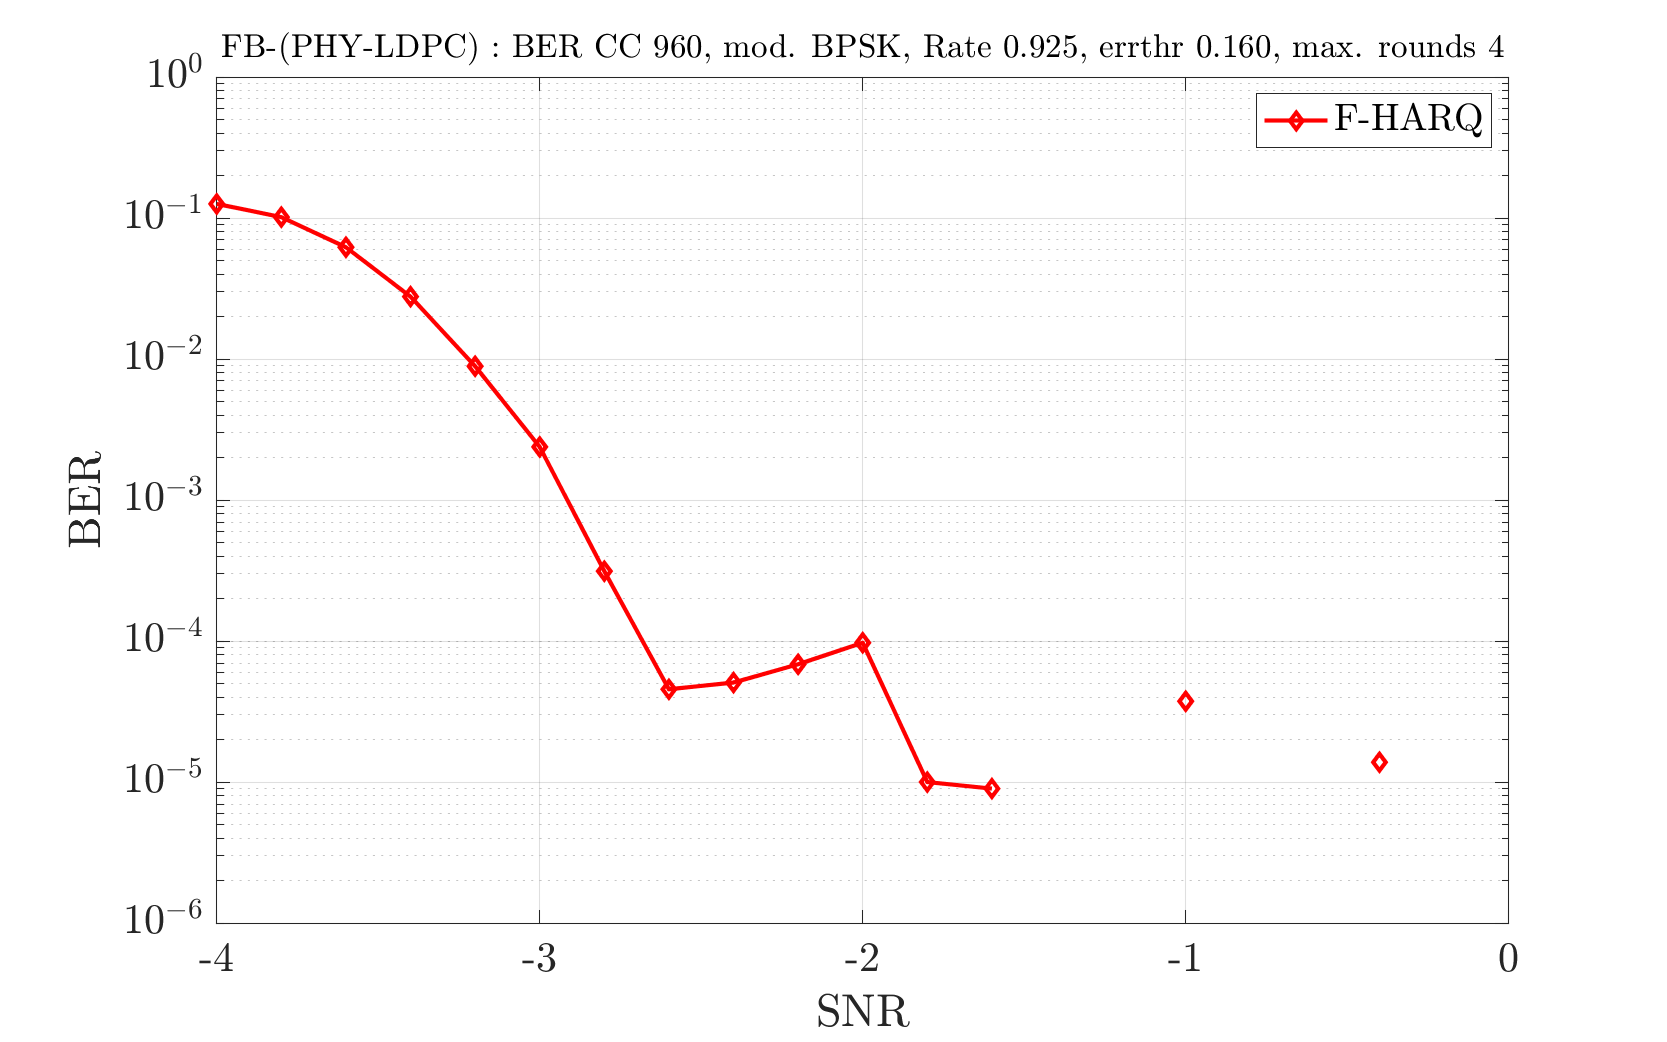 FB-(PHY-LDPC) : BER CC 960, mod. BPSK, Rate 0.925, errthr 0.160, max. rounds 4
F-HARQ
10^0
10^-1
10^-2
10^-3
10^-4
10^-5
10^-6
BER
-4 -3 -2 -1 0
SNR